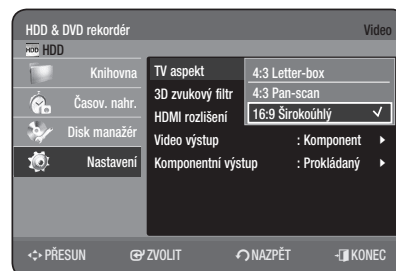 HDD & DVD rekordér Video
HDD HDD
Knihovna
Časov. nahr.
Disk manažér
Nastavení
TV aspekt
3D zvukový filtr
HDMI rozlišení
Video výstup : Komponent
Komponentní výstup : Prokládaný
4:3 Letter-box
4:3 Pan-scan
16:9 Širokoúhlý
PŘESUN ZVOLIT NAZPĚT KONEC